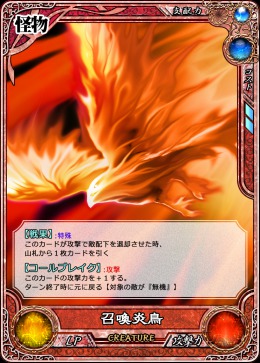 怪物
支配力
コスト
【戦撃】:特殊
このカードが攻撃で敵配下を退却させた時、
山札から1枚カードを引く
【コールブレイク】:攻撃
このカードの攻撃力を+1する。
ターン終了時に元に戻る【対象の敵が『無機』】
召喚炎鳥
LP
CREATURE
攻撃力